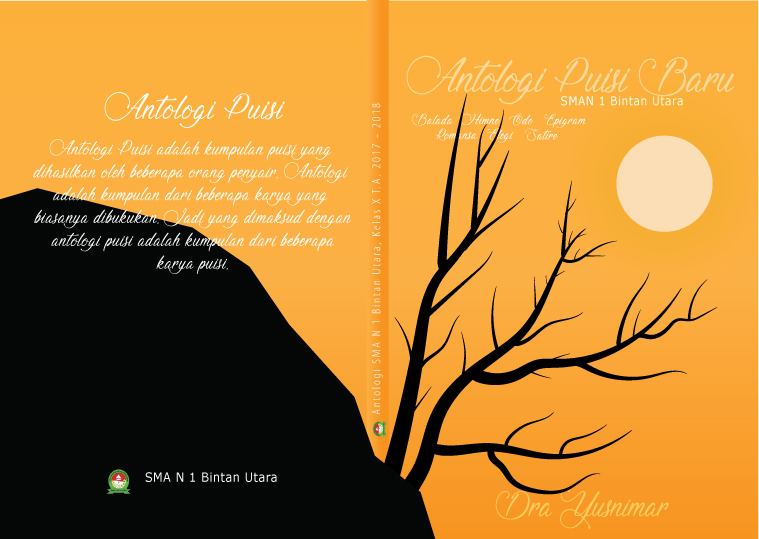 Antologi Puisi
Antologi Puisi adalah kumpulan puisi yang
dihasilkan oleh beberapa orang penyair. Antologi
adalah kumpulan dari beberapa karya yang
biasanya dibukukan. Jadi yang dimaksud dengan
antologi puisi adalah kumpulan dari beberapa
karya puisi.
SMA N 1 Bintan Utara
Antologi SMA N 1 Bintan Utara, Kelas X T.A. 2017 - 2018
Antologi Puisi Baru
SMAN 1 Bintan Utara
Balada Himne Ode Epigram
Romansa Elegi Satire
Dra Yusnimar